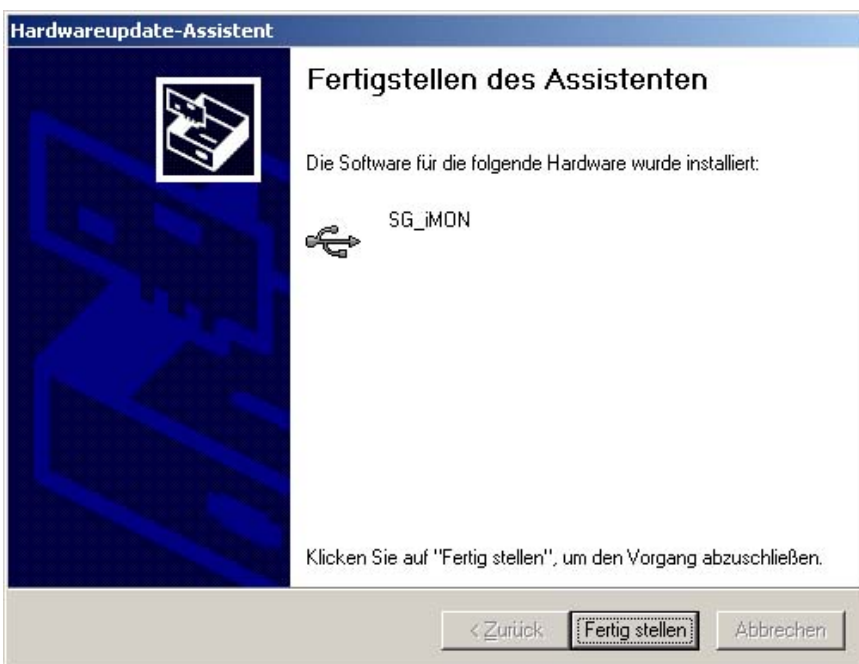 Hardwareupdate-Assistent
Fertigstellen des Assistenten
Die Software für die folgende Hardware wurde installiert:
SG_iMON
Klicken Sie auf "Fertig stellen", um den Vorgang abzuschließen.
< Zurück
Fertig stellen
Abbrechen